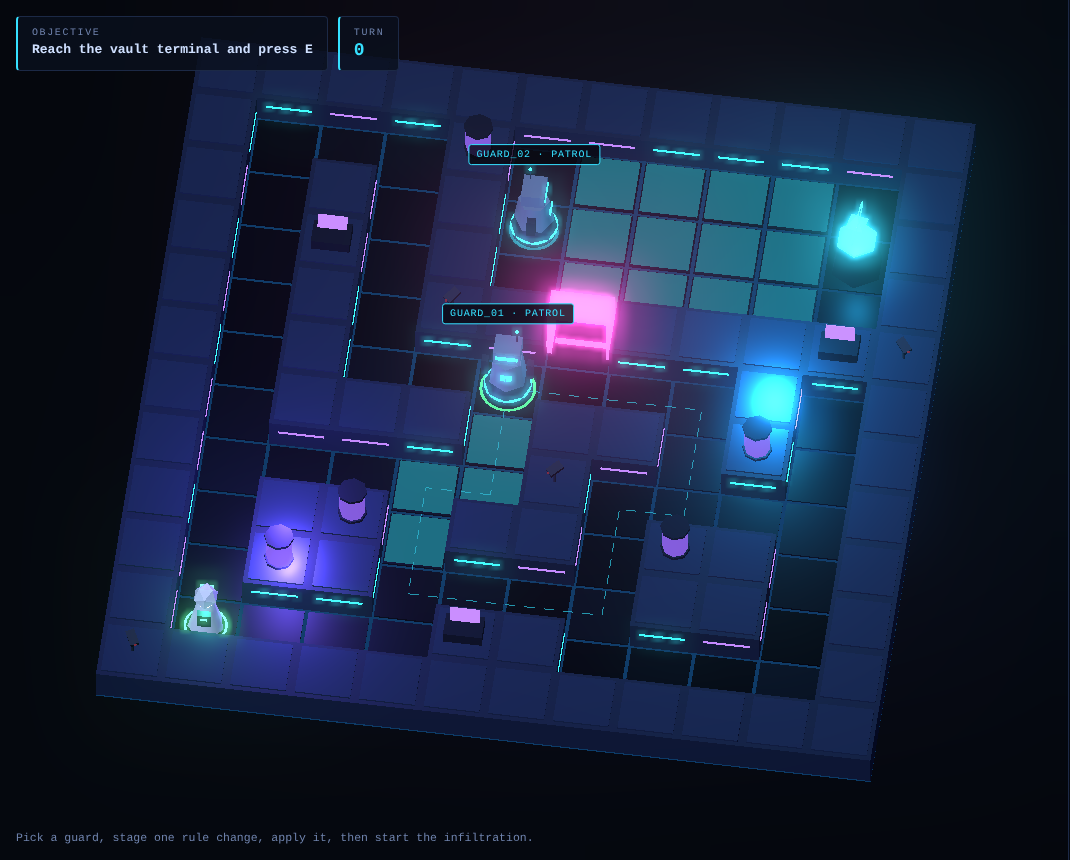 OBJECTIVE
Reach the vault terminal and press E
TURN
0
GUARD_02 · PATROL
GUARD_01 · PATROL
Pick a guard, stage one rule change, apply it, then start the infiltration.